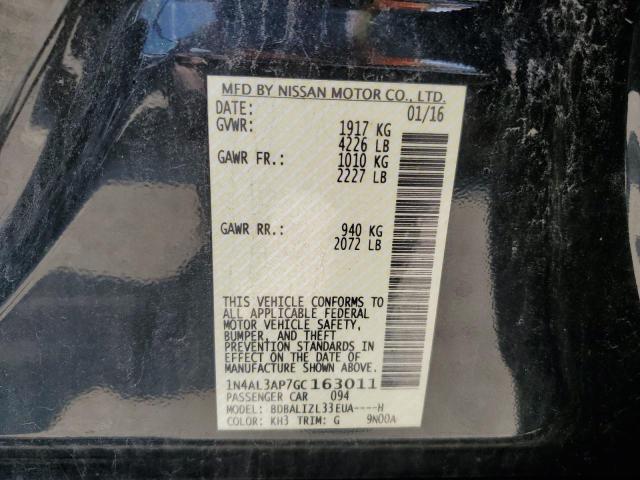 MFD BY NISSAN MOTOR CO., LTD.
DATE: 01/16
GVWR: 1917 KG
4226 LB
GAWR FR.: 1010 KG
2227 LB
GAWR RR.: 940 KG
2072 LB
THIS VEHICLE CONFORMS TO
ALL APPLICABLE FEDERAL
MOTOR VEHICLE SAFETY,
BUMPER, AND THEFT
PREVENTION STANDARDS IN
EFFECT ON THE DATE OF
MANUFACTURE SHOWN ABOVE.
1N4AL3AP7GC163011
PASSENGER CAR 094
MODEL: BDBALIZL33EUA----H
COLOR: KH3 TRIM: G 9N00A